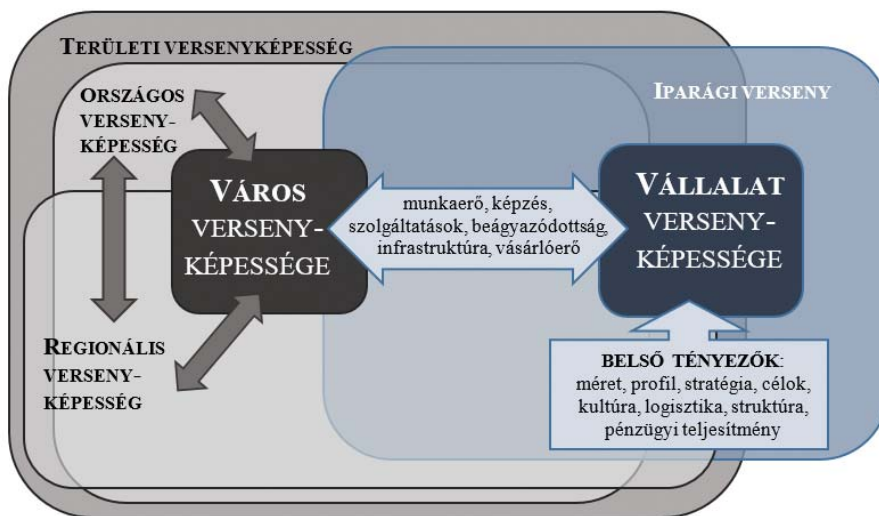 TERÜLETI VERSENYKÉPESSÉG
IPARÁGI VERSENY
ORSZÁGOS
VERSENY-
KÉPESSÉG
VÁROS
VERSENY-
KÉPESSÉGE
munkaerő, képzés,
szolgáltatások, beágyazódottság,
infrastruktúra, vásárlóerő
VÁLLALAT
VERSENY-
KÉPESSÉGE
REGIONÁLIS
VERSENY-
KÉPESSÉG
BELSŐ TÉNYEZŐK:
méret, profil, stratégia, célok,
kultúra, logisztika, struktúra,
pénzügyi teljesítmény